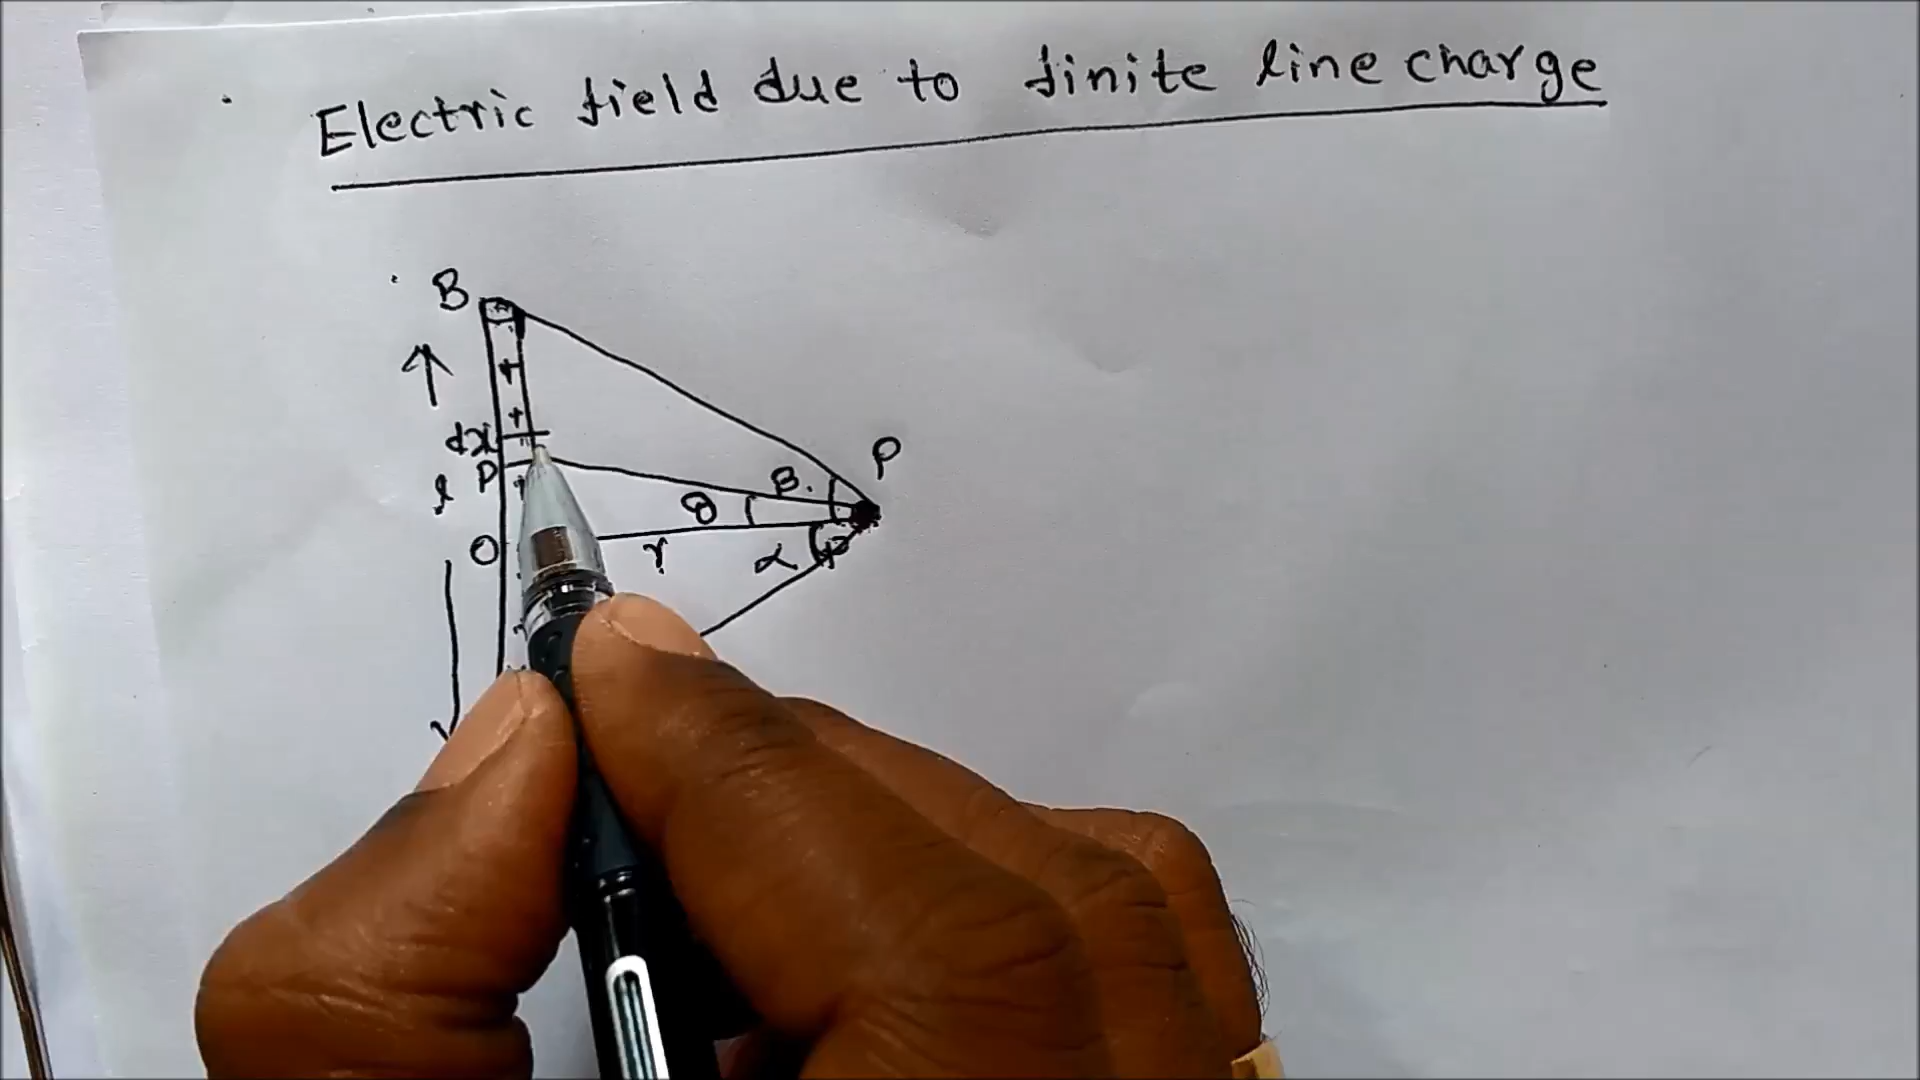 Electric field due to finite line charge
B
+
+
dx
+
P
l
P
θ
β
O
r
α